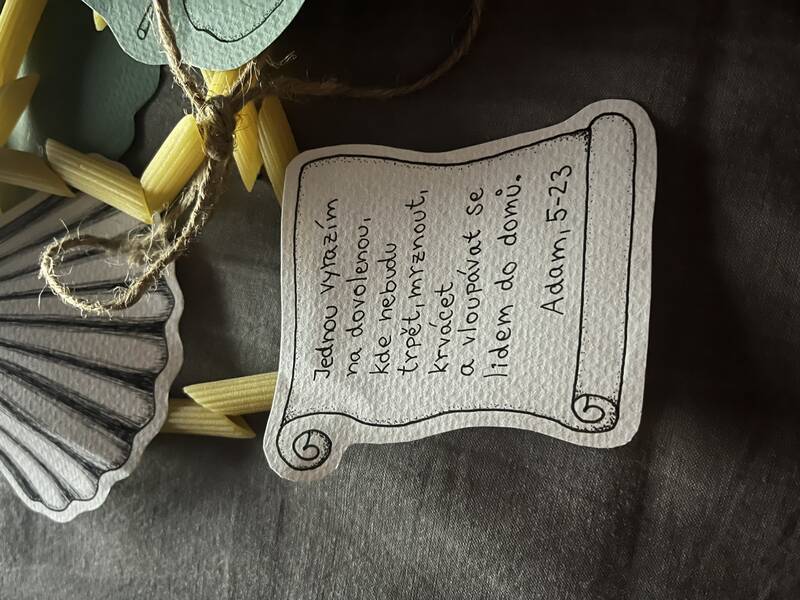 Jednou vyrazím
na dovolenou,
kde nebudu
trpět, mrznout,
krvácet
a vloupávat se
lidem do domů.
Adam, 5-23